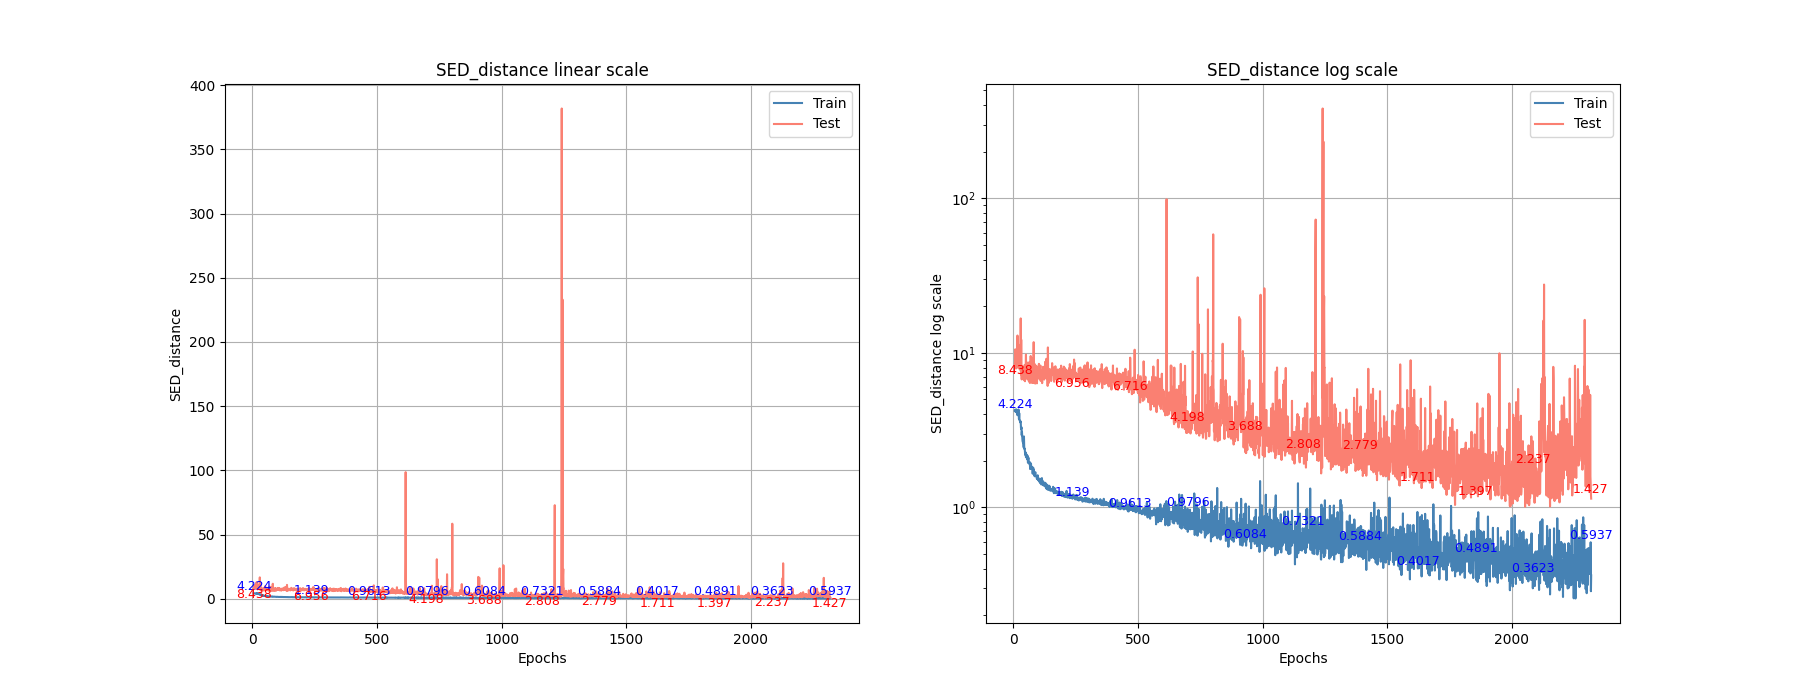 SED_distance linear scale
400
350
300
250
200
150
100
50
0
SED_distance
Train
Test
4.224 1.139 0.9613 0.9796 0.6084 0.7321 0.5884 0.4017 0.4891 0.3623 0.5937
8.438 6.956 6.716 4.198 3.688 2.808 2.779 1.711 1.397 2.237 1.427
0 500 1000 1500 2000
Epochs
SED_distance log scale
10²
10¹
10⁰
SED_distance log scale
Train
Test
8.438 6.956 6.716 4.198 3.688 2.808 2.779 1.711 1.397 2.237 1.427
4.224 1.139 0.9613 0.9796 0.6084 0.7321 0.5884 0.4017 0.4891 0.3623 0.5937
0 500 1000 1500 2000
Epochs